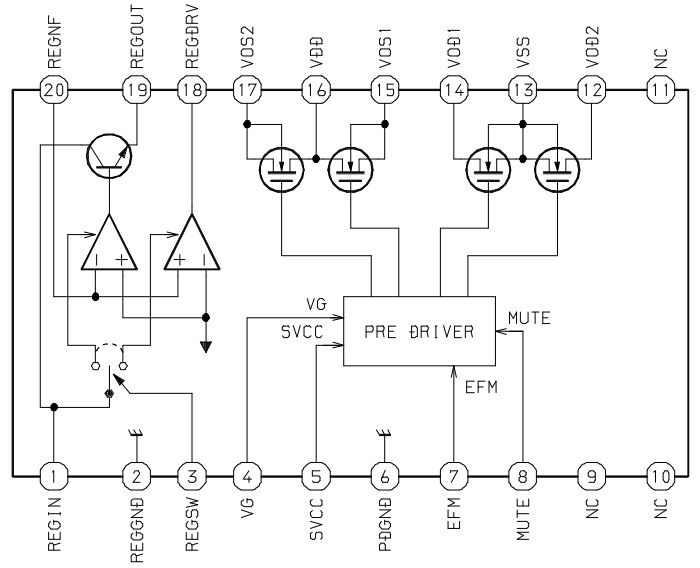 REGNF REGOUT REGDRV VOS2 VDD VOS1 VOD1 VSS VOD2 NC
20 19 18 17 16 15 14 13 12 11
− + + −
VG
SVCC
PRE DRIVER
MUTE
EFM
1 2 3 4 5 6 7 8 9 10
REGIN REGGND REGSW VG SVCC PDGND EFM MUTE NC NC